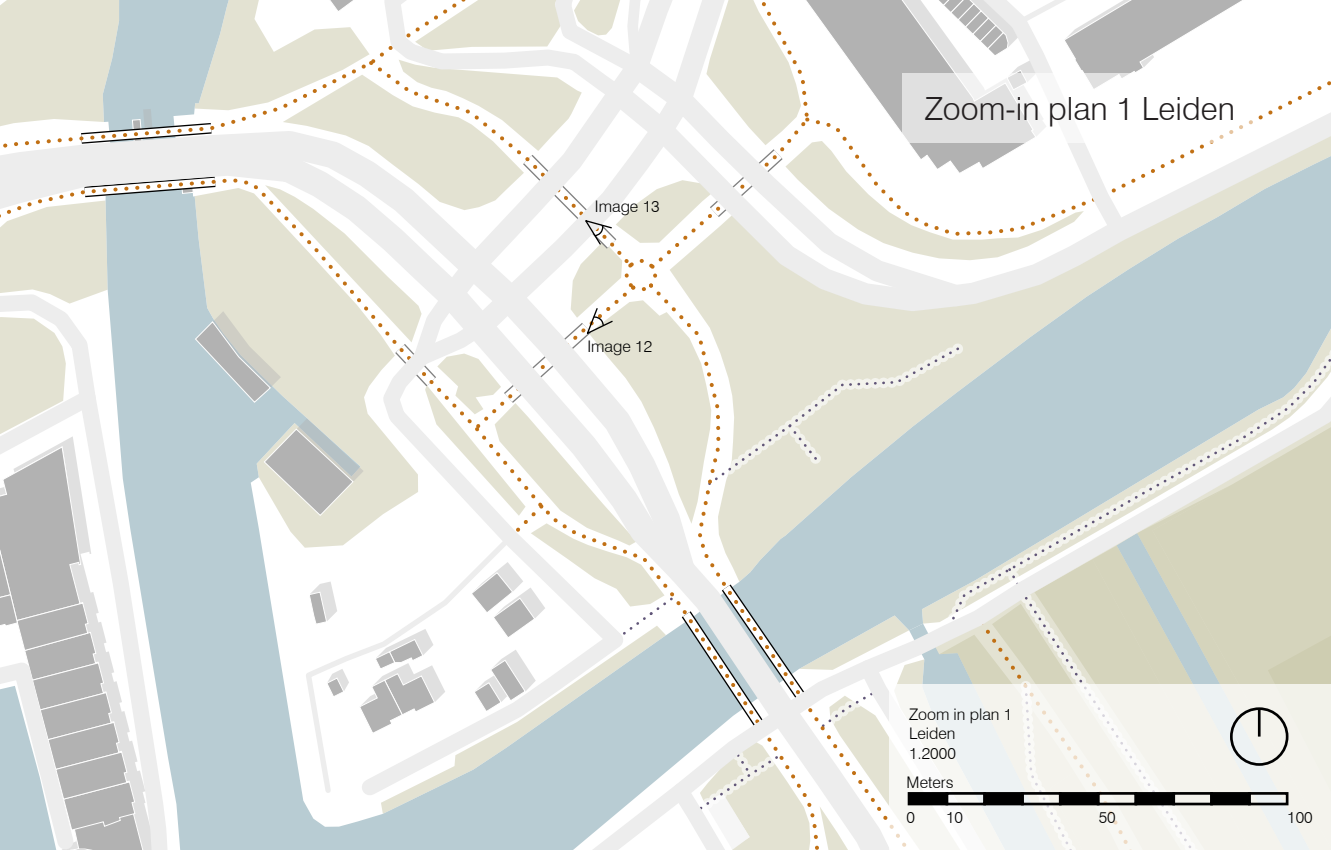 Zoom-in plan 1 Leiden
Image 13
Image 12
Zoom in plan 1
Leiden
1.2000
Meters
0 10 50 100